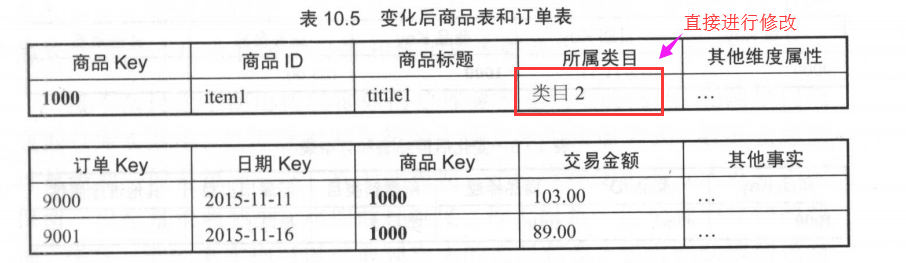 表 10.5 变化后商品表和订单表
直接进行修改
商品 Key 商品 ID 商品标题 所属类目 其他维度属性
1000 item1 titile1 类目 2 …
订单 Key 日期 Key 商品 Key 交易金额 其他事实
9000 2015-11-11 1000 103.00 …
9001 2015-11-16 1000 89.00 …